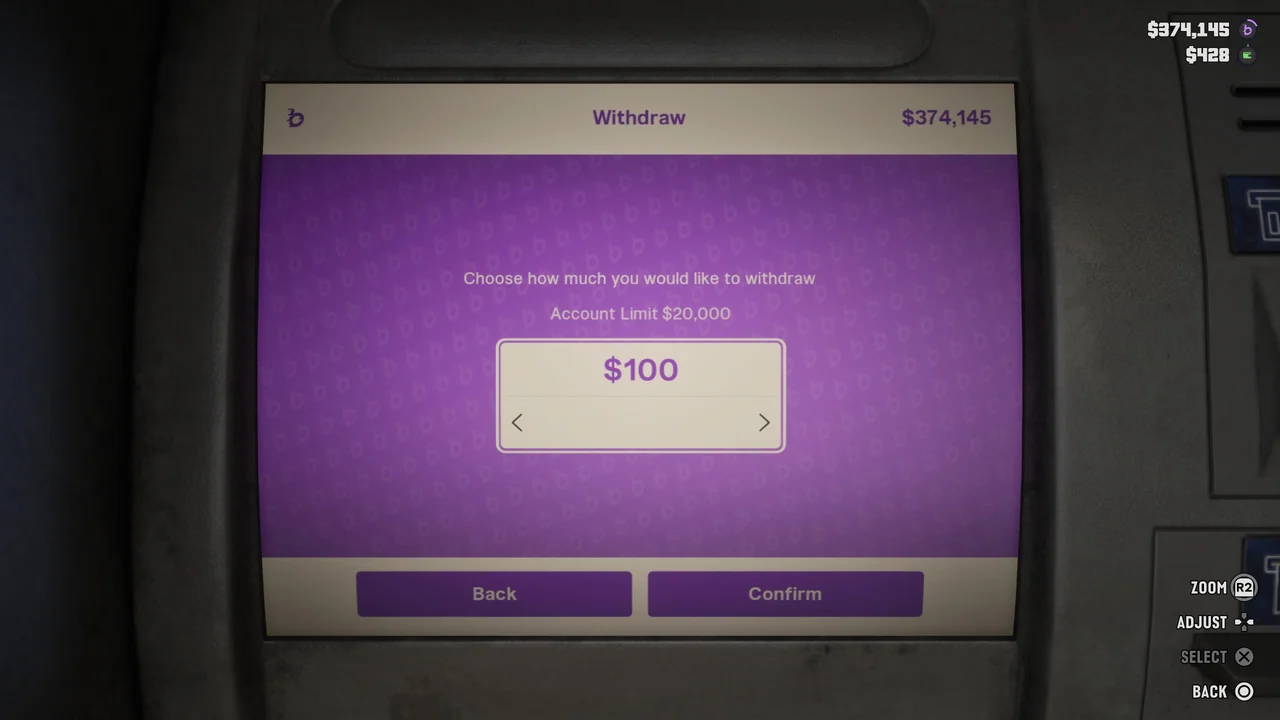 $374,145
$428
Withdraw
$374,145
Choose how much you would like to withdraw
Account Limit $20,000
$100
Back
Confirm
ZOOM R2
ADJUST
SELECT
BACK